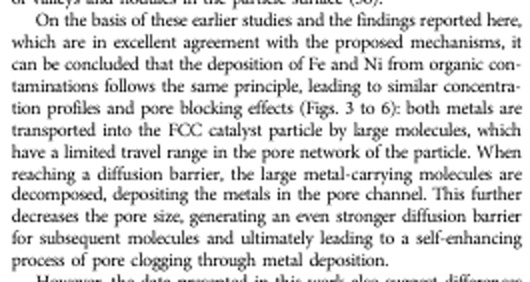 of valleys and nodules in the particle surface (30).
On the basis of these earlier studies and the findings reported here,
which are in excellent agreement with the proposed mechanisms, it
can be concluded that the deposition of Fe and Ni from organic con-
taminations follows the same principle, leading to similar concentra-
tion profiles and pore blocking effects (Figs. 3 to 6): both metals are
transported into the FCC catalyst particle by large molecules, which
have a limited travel range in the pore network of the particle. When
reaching a diffusion barrier, the large metal-carrying molecules are
decomposed, depositing the metals in the pore channel. This further
decreases the pore size, generating an even stronger diffusion barrier
for subsequent molecules and ultimately leading to a self-enhancing
process of pore clogging through metal deposition.
However, the data presented in this work also suggest differences